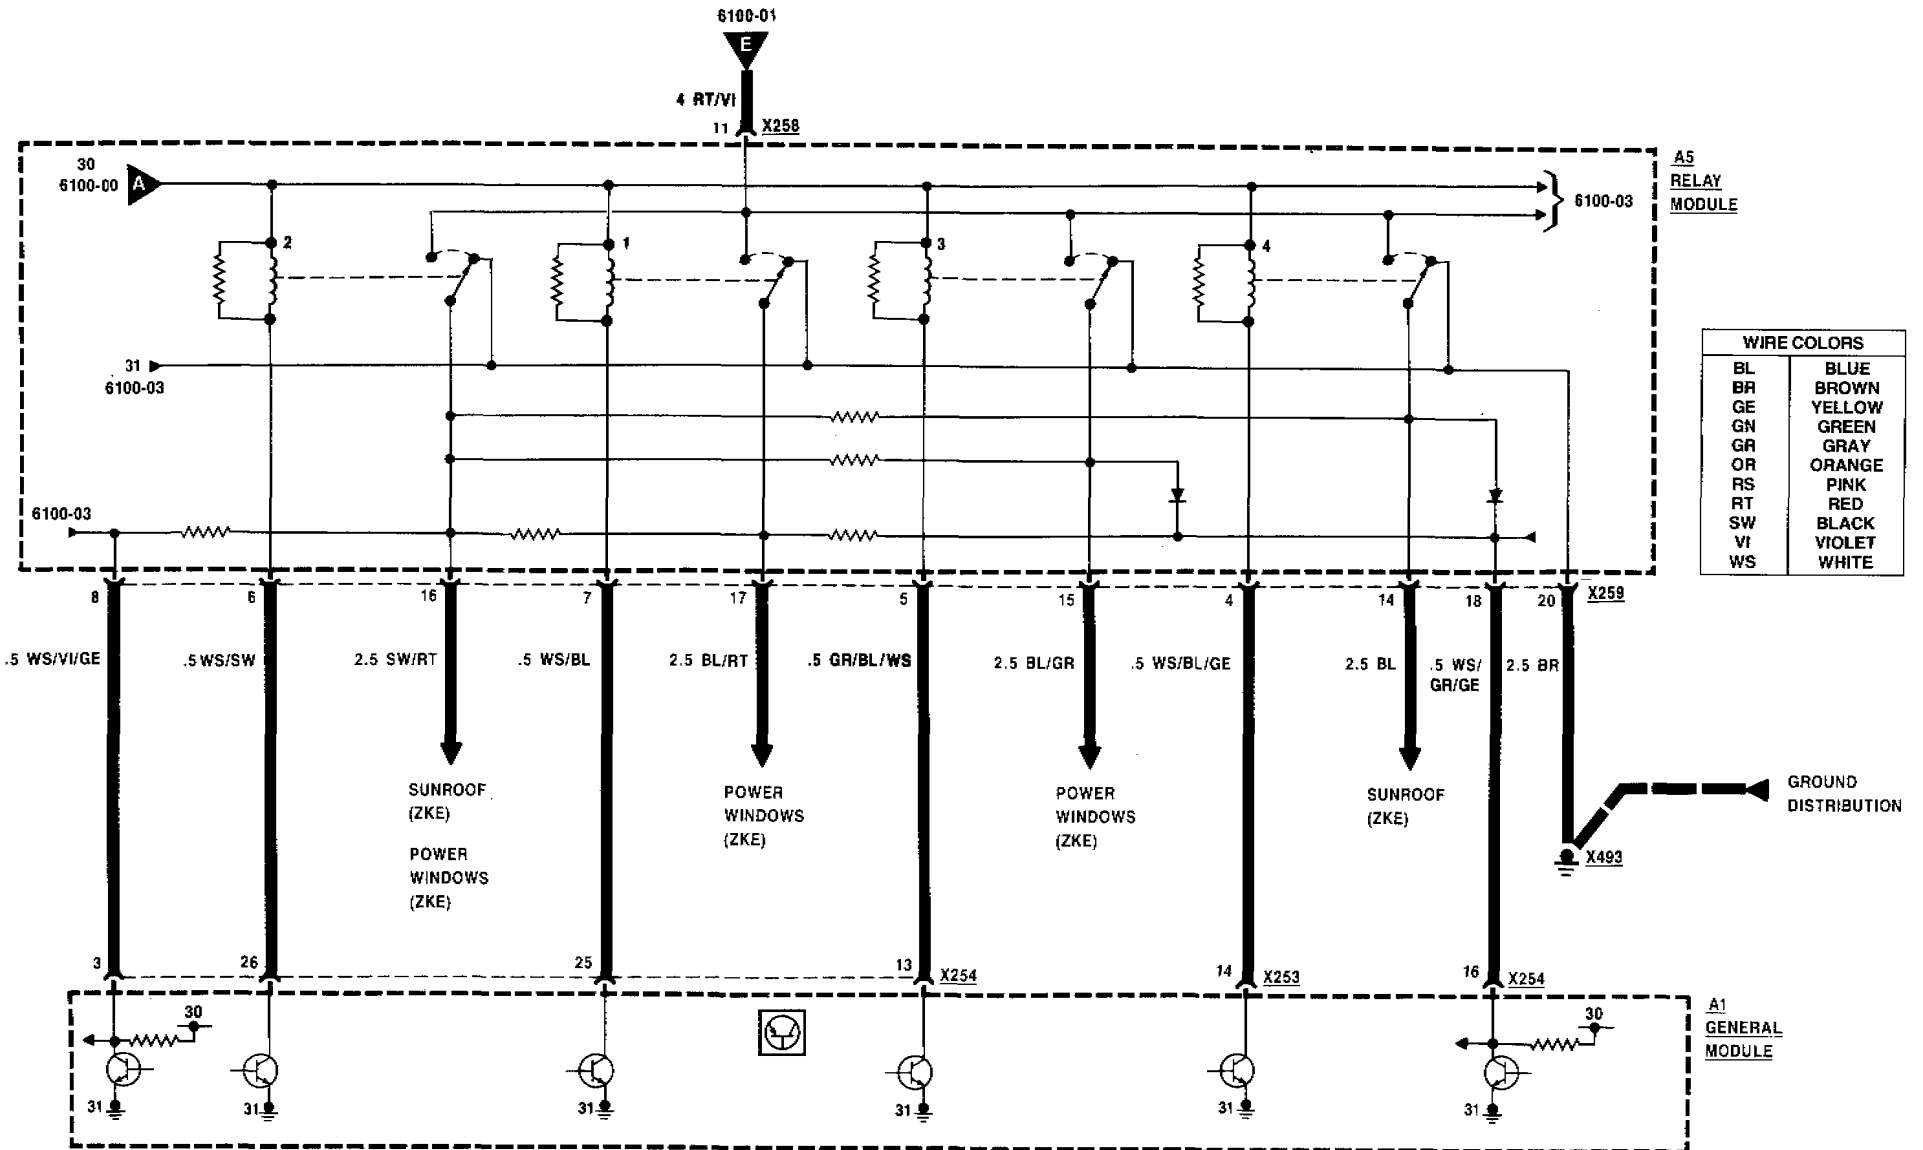 6100-01
E
4 RT/VI
11 X258
30
6100-00
A
A5
RELAY
MODULE
6100-03
2
1
3
4
31
6100-03
6100-03
WIRE COLORS
BL BLUE
BR BROWN
GE YELLOW
GN GREEN
GR GRAY
OR ORANGE
RS PINK
RT RED
SW BLACK
VI VIOLET
WS WHITE
8 6 16 7 17 5 15 4 14 18 20 X259
.5 WS/VI/GE
.5 WS/SW
2.5 SW/RT
.5 WS/BL
2.5 BL/RT
.5 GR/BL/WS
2.5 BL/GR
.5 WS/BL/GE
2.5 BL
.5 WS/
GR/GE
2.5 BR
SUNROOF
(ZKE)
POWER
WINDOWS
(ZKE)
POWER
WINDOWS
(ZKE)
POWER
WINDOWS
(ZKE)
SUNROOF
(ZKE)
GROUND
DISTRIBUTION
X493
3 26 25 13 X254 14 X253 16 X254
A1
GENERAL
MODULE
30
30
31 31 31 31 31 31